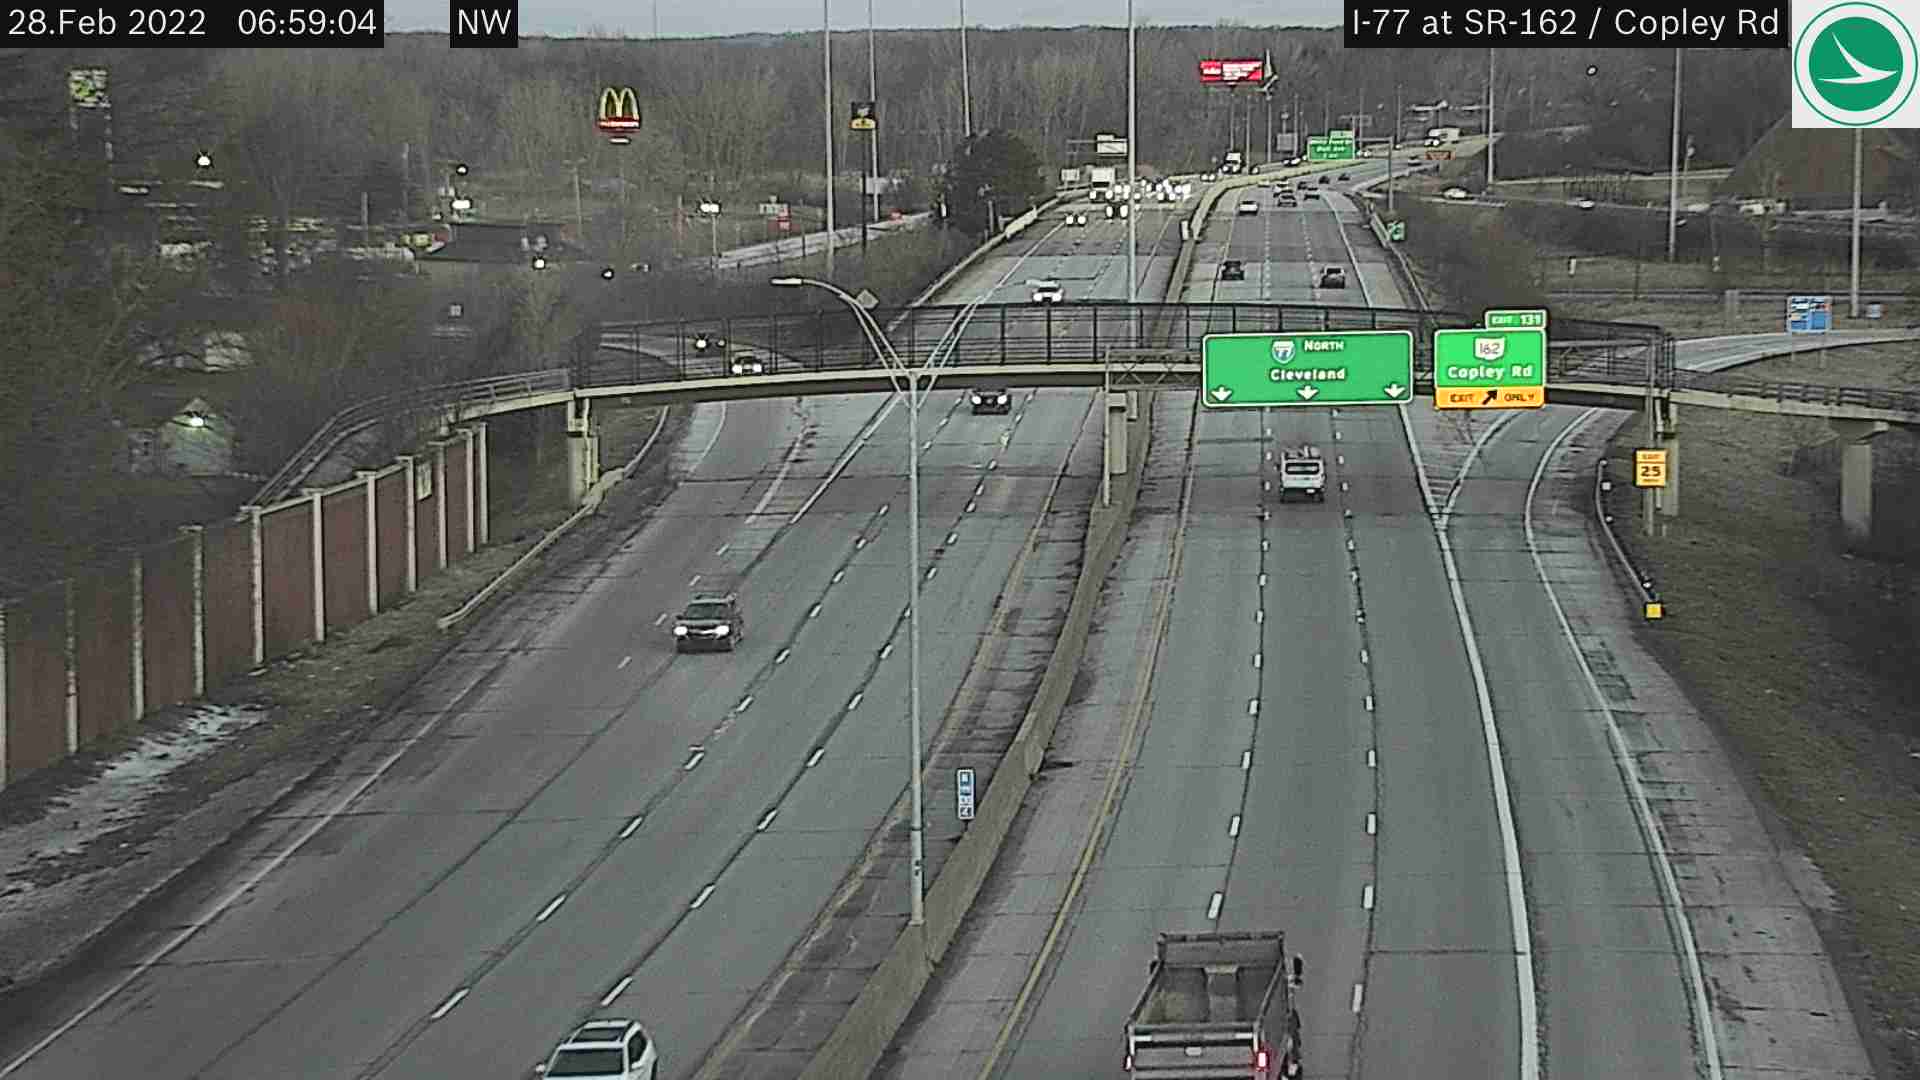 28.Feb 2022 06:59:04
NW
I-77 at SR-162 / Copley Rd
EXIT 131
77 NORTH
Cleveland
162
Copley Rd
EXIT ONLY
EXIT
25